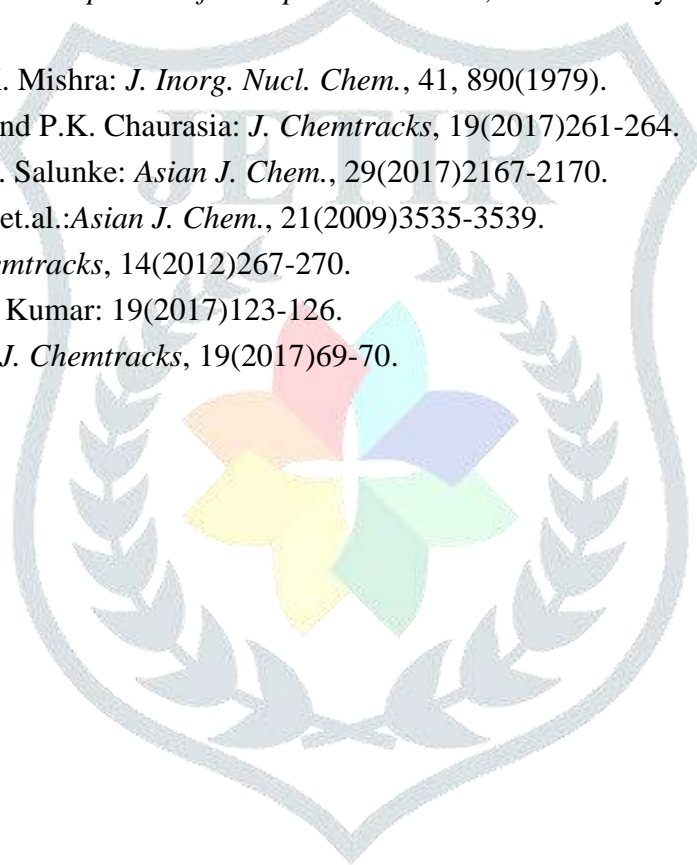 . Mishra: J. Inorg. Nucl. Chem., 41, 890(1979).
nd P.K. Chaurasia: J. Chemtracks, 19(2017)261-264.
JETIR
. Salunke: Asian J. Chem., 29(2017)2167-2170.
et.al.:Asian J. Chem., 21(2009)3535-3539.
emtracks, 14(2012)267-270.
Kumar: 19(2017)123-126.
J. Chemtracks, 19(2017)69-70.